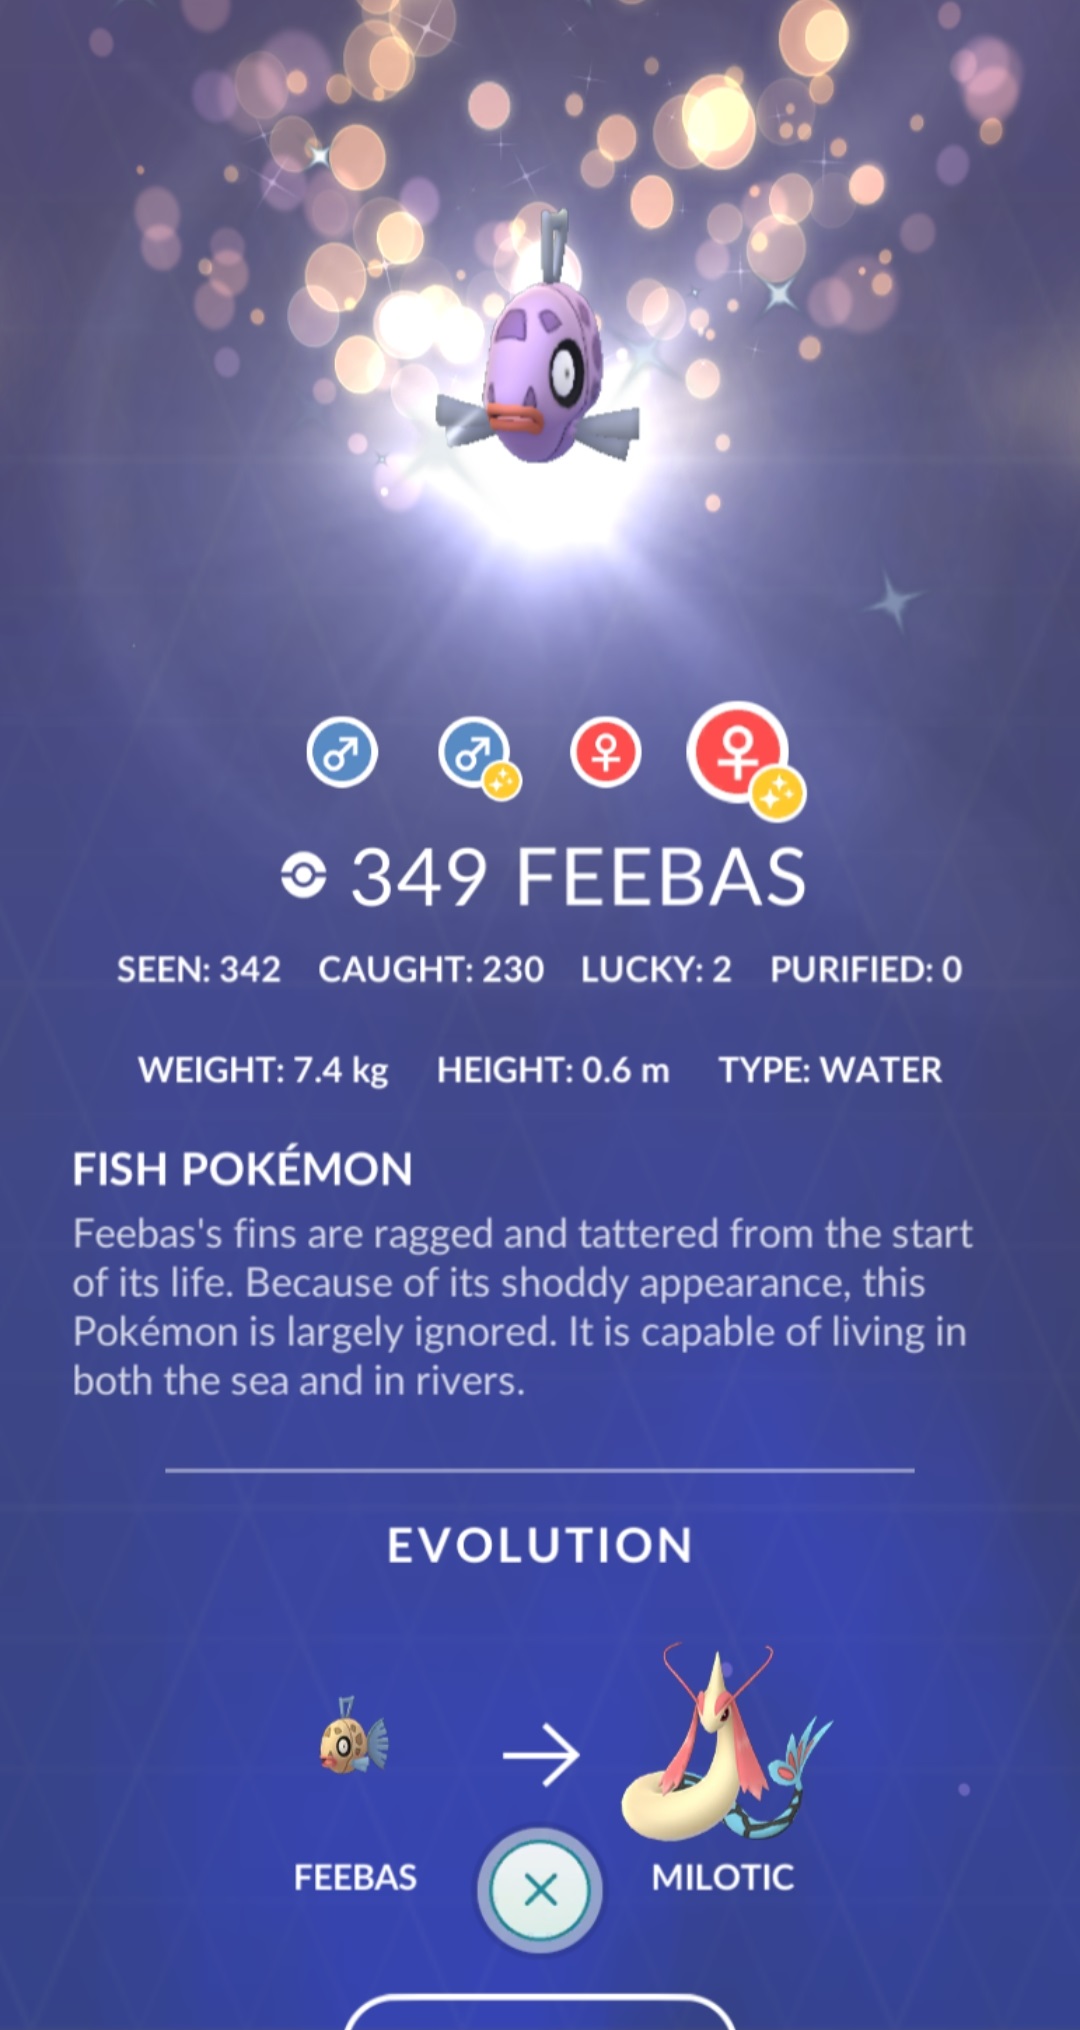 349 FEEBAS
SEEN: 342 CAUGHT: 230 LUCKY: 2 PURIFIED: 0
WEIGHT: 7.4 kg HEIGHT: 0.6 m TYPE: WATER
FISH POKÉMON
Feebas's fins are ragged and tattered from the start
of its life. Because of its shoddy appearance, this
Pokémon is largely ignored. It is capable of living in
both the sea and in rivers.
EVOLUTION
FEEBAS MILOTIC